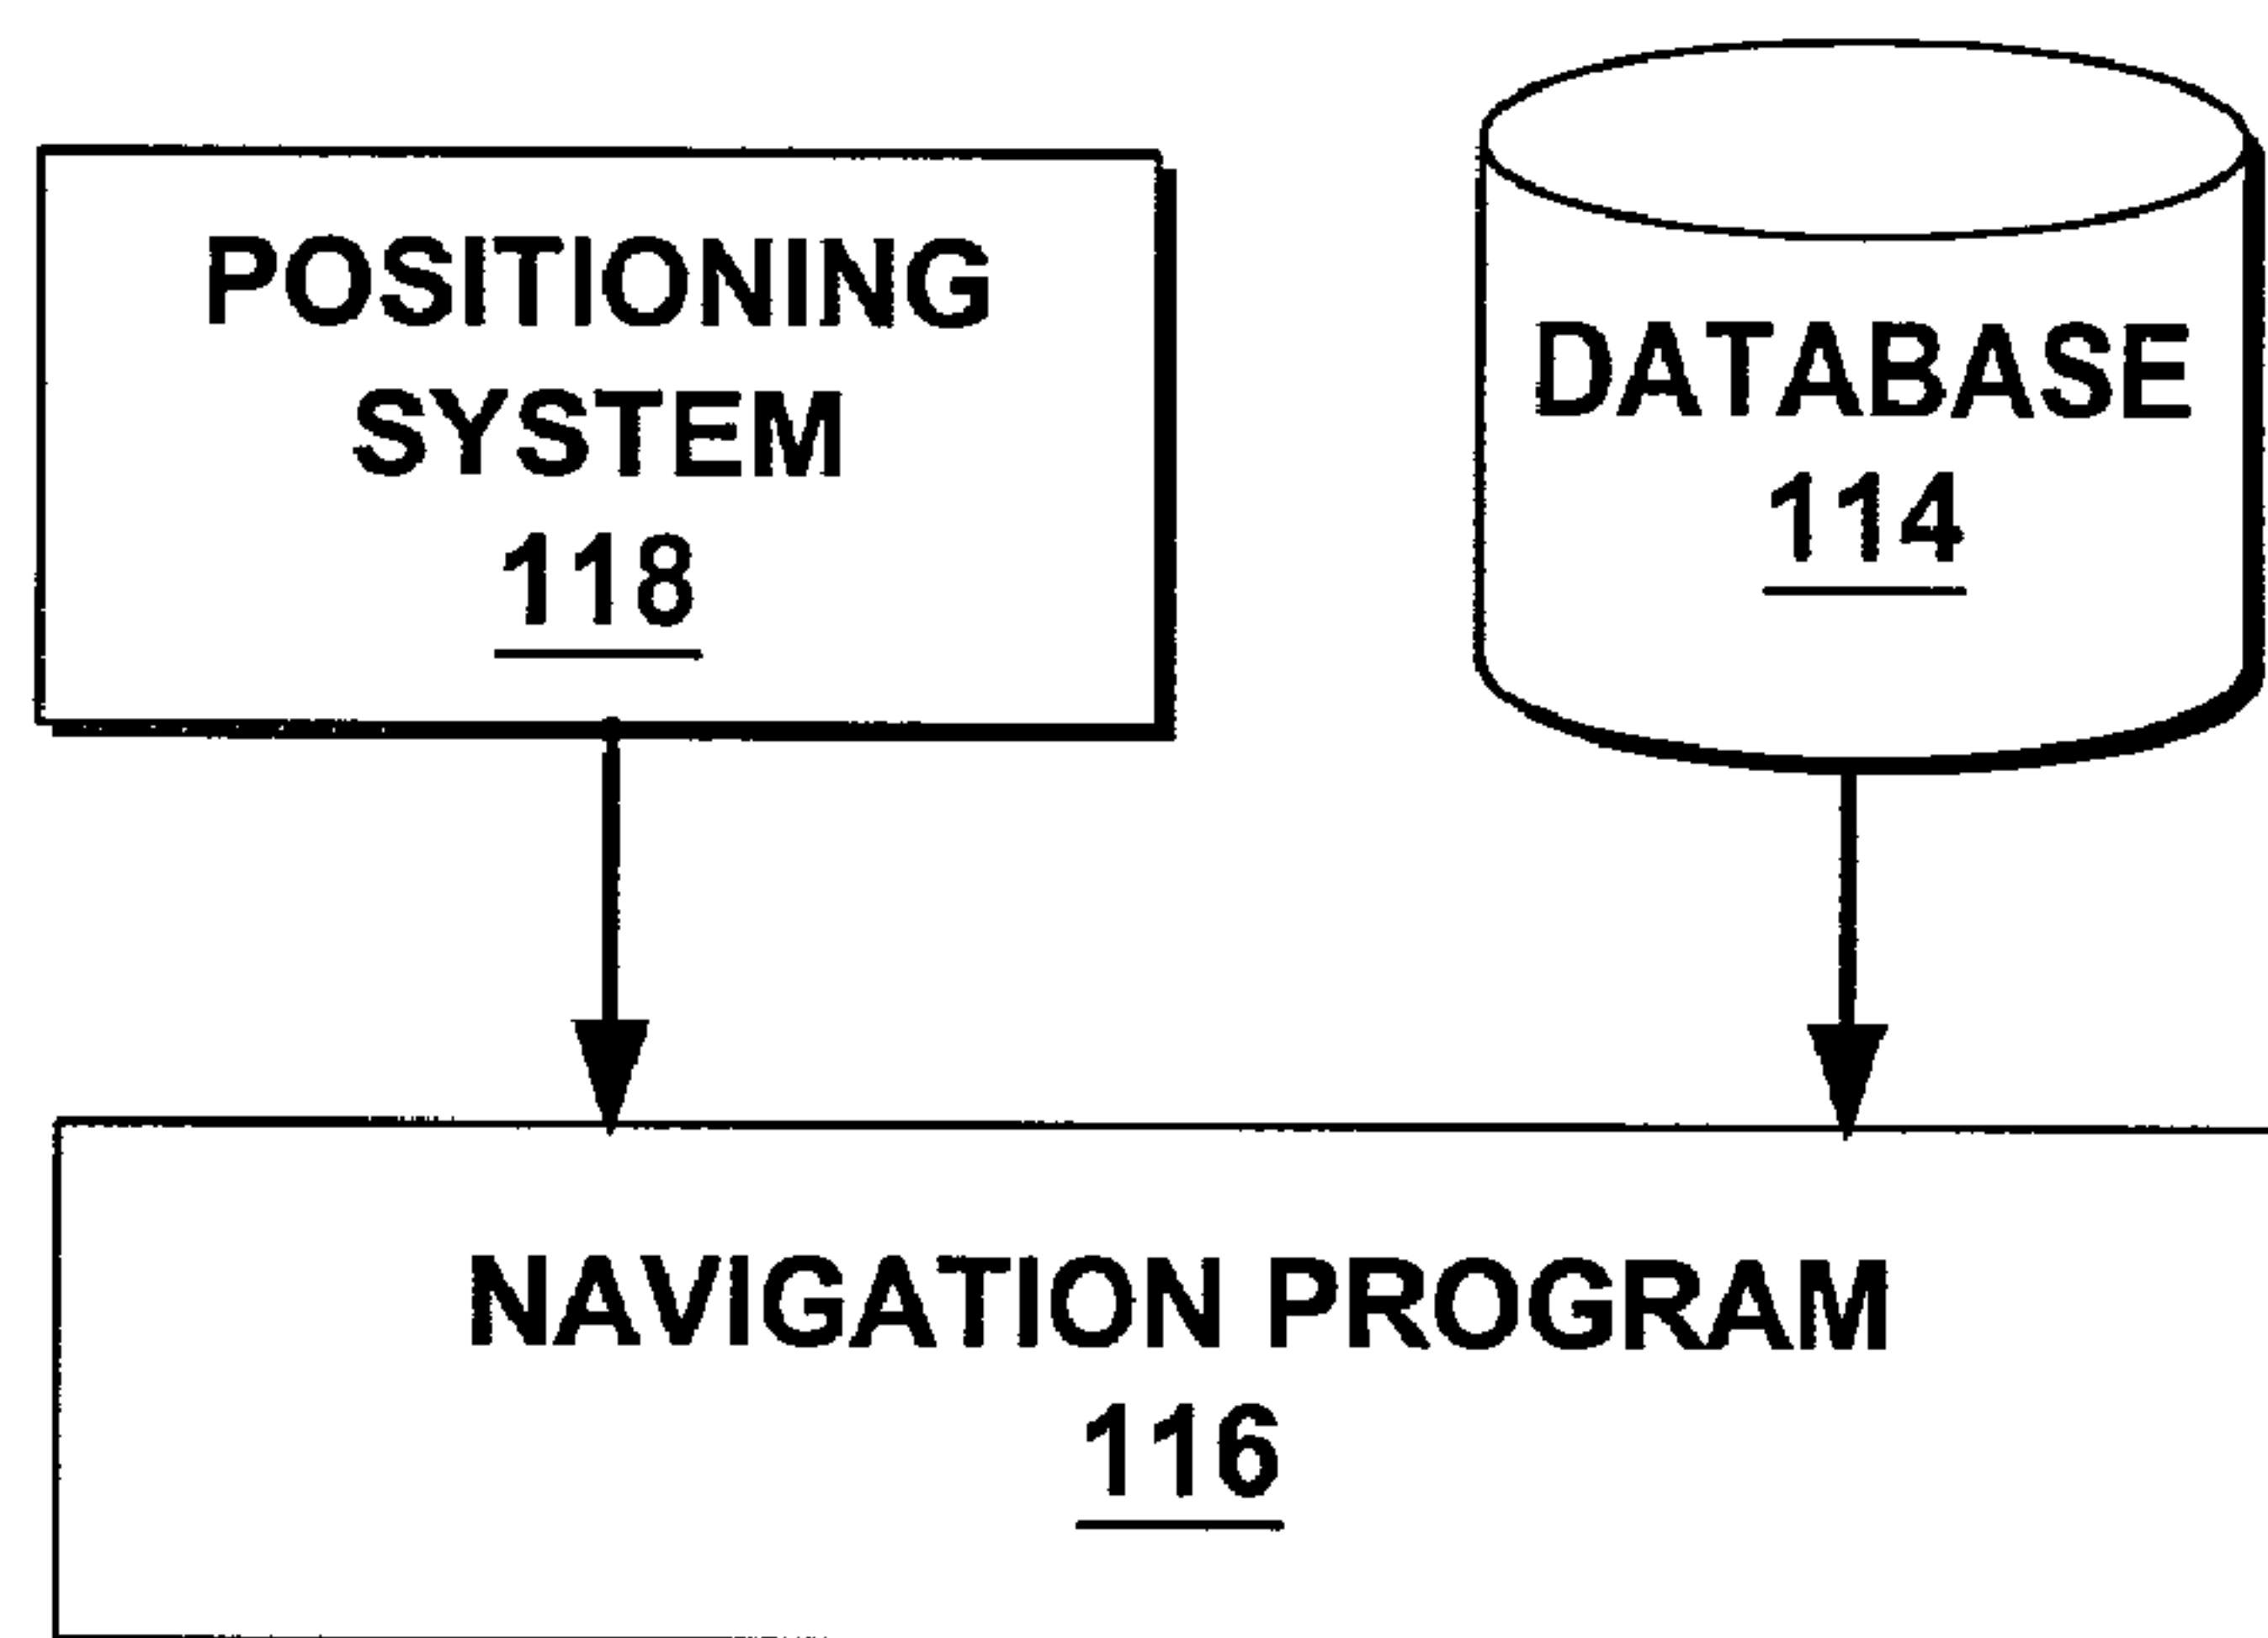 POSITIONING
SYSTEM
118
DATABASE
114
NAVIGATION PROGRAM
116